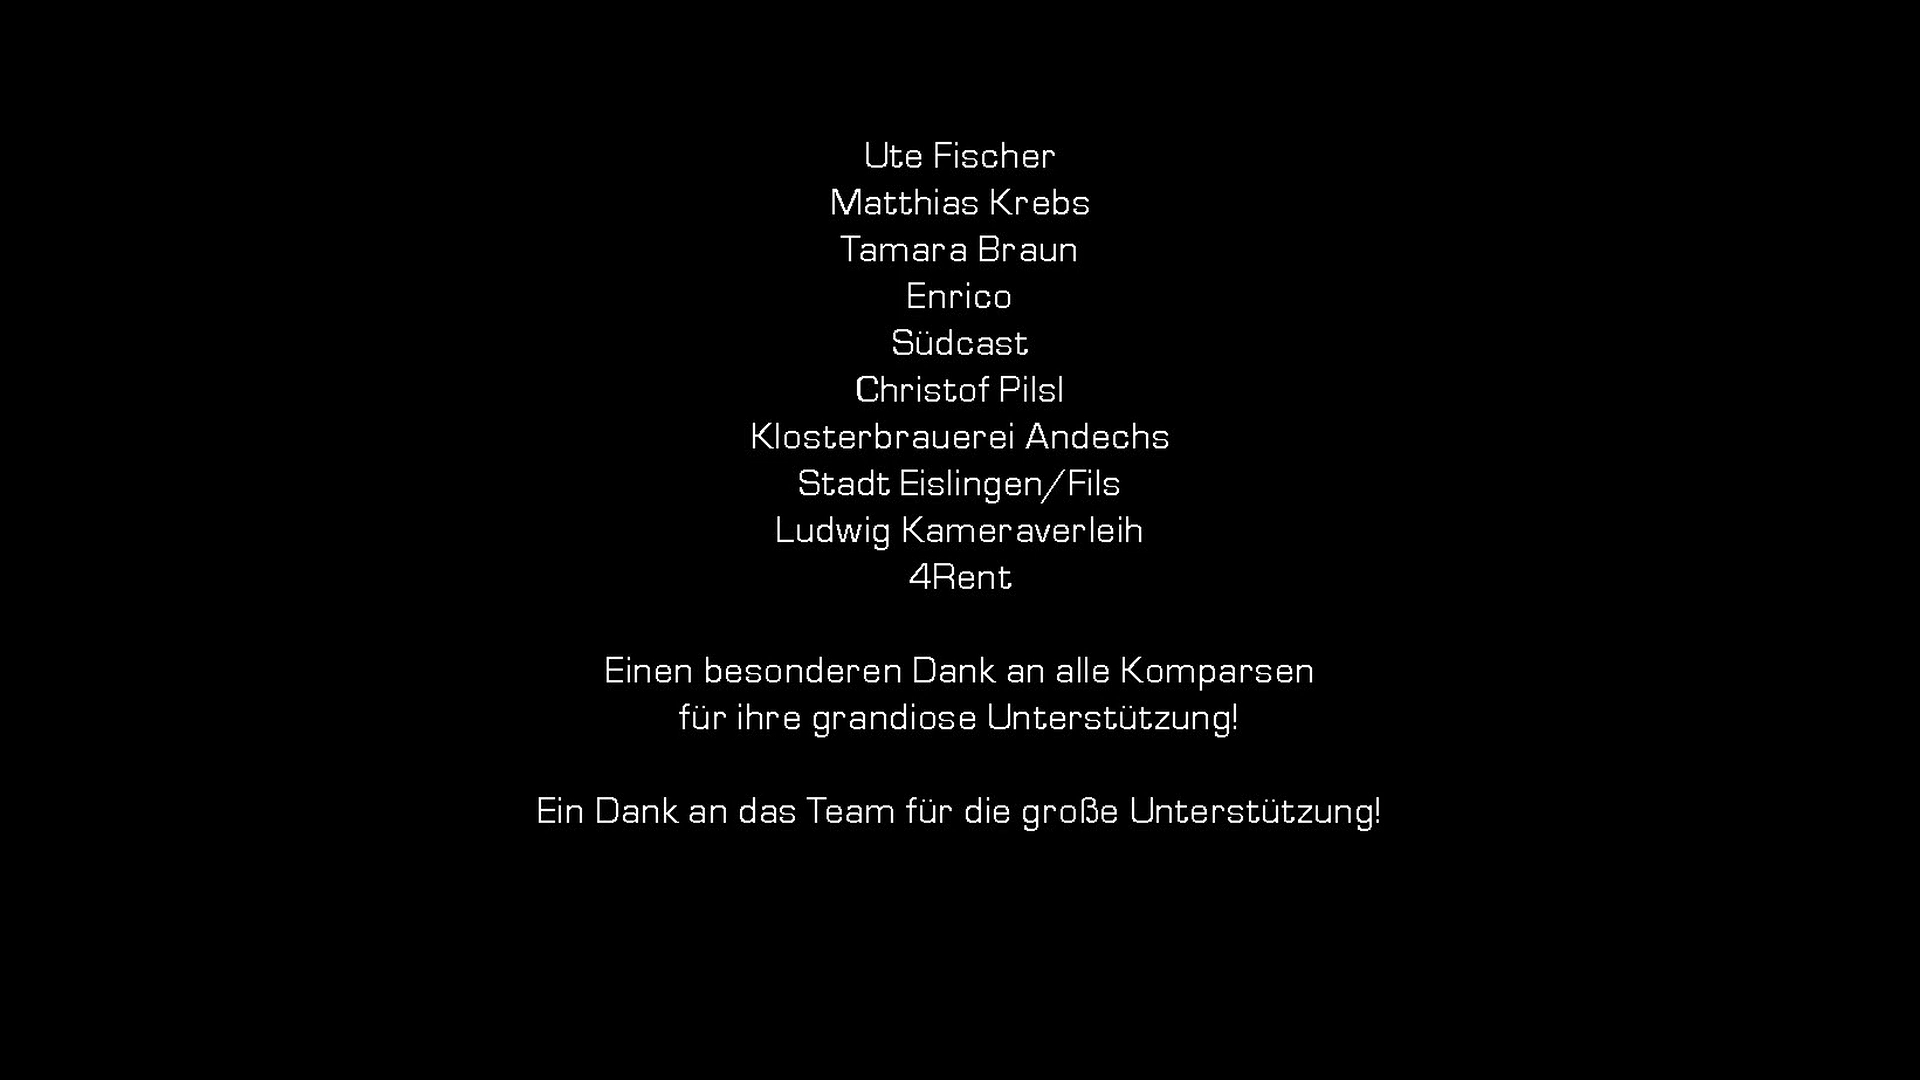 Ute Fischer
Matthias Krebs
Tamara Braun
Enrico
Südcast
Christof Pilsl
Klosterbrauerei Andechs
Stadt Eislingen/Fils
Ludwig Kameraverleih
4Rent
Einen besonderen Dank an alle Komparsen
für ihre grandiose Unterstützung!
Ein Dank an das Team für die große Unterstützung!